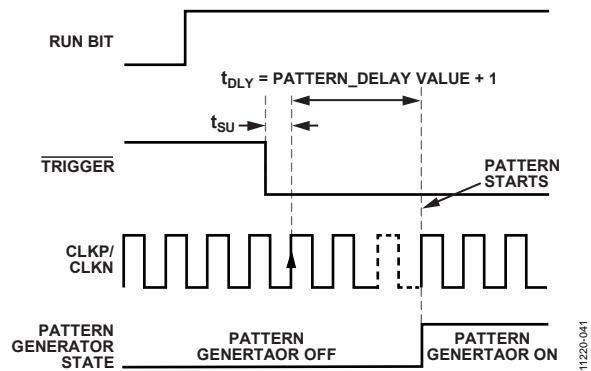 RUN BIT
tDLY = PATTERN_DELAY VALUE + 1
tSU
TRIGGER
PATTERN
STARTS
CLKP/
CLKN
PATTERN
GENERATOR
STATE
PATTERN
GENERTAOR OFF
PATTERN
GENERTAOR ON
11220-041